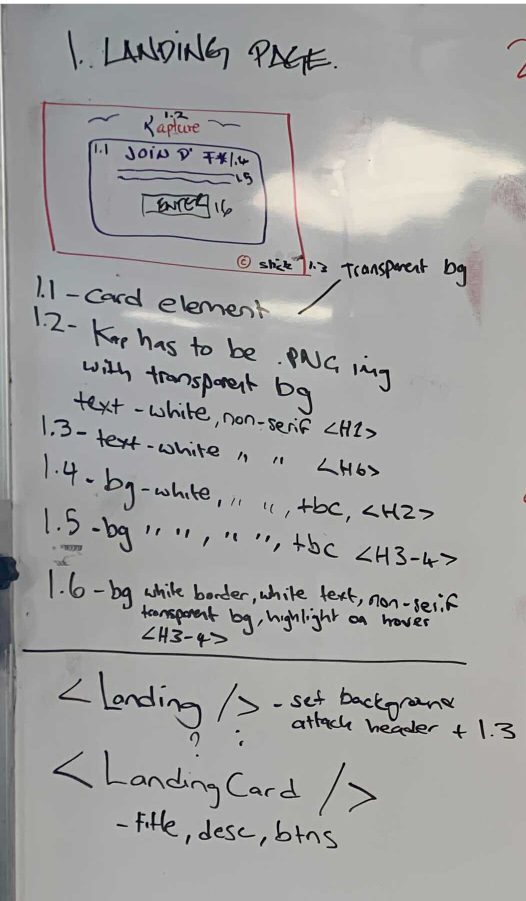 1. LANDING PAGE.
2
1.2
Kapture
1.1 JOIN D' F* 1.4
1.5
ENTER 1.6
© 1.3 transparent bg
1.1 - card element
1.2 - Kap has to be .PNG img
with transparent bg
text - white, non-serif <H1>
1.3 - text - white " " <H6>
1.4 - bg - white, " ", tbc, <H2>
1.5 - bg " ", " ", tbc <H3-4>
1.6 - bg white border, white text, non-serif
transparent bg, highlight on hover
<H3-4>
<Landing /> - set background
attach header + 1.3
? :
<LandingCard />
- title, desc, btns